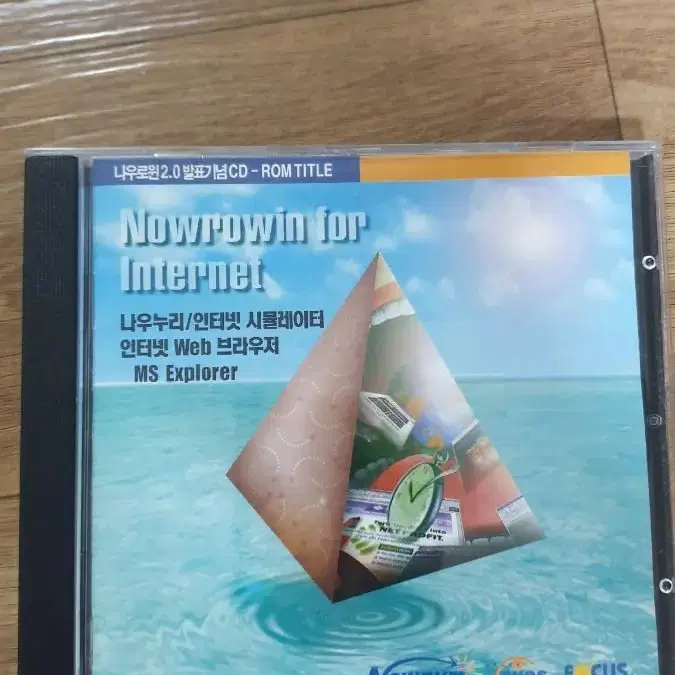 나우로윈2.0 발표기념 CD - ROM TITLE
Nowrowin for
Internet
나우누리/인터넷 시뮬레이터
인터넷 Web 브라우저
MS Explorer
NET PROFIT.
FOCUS